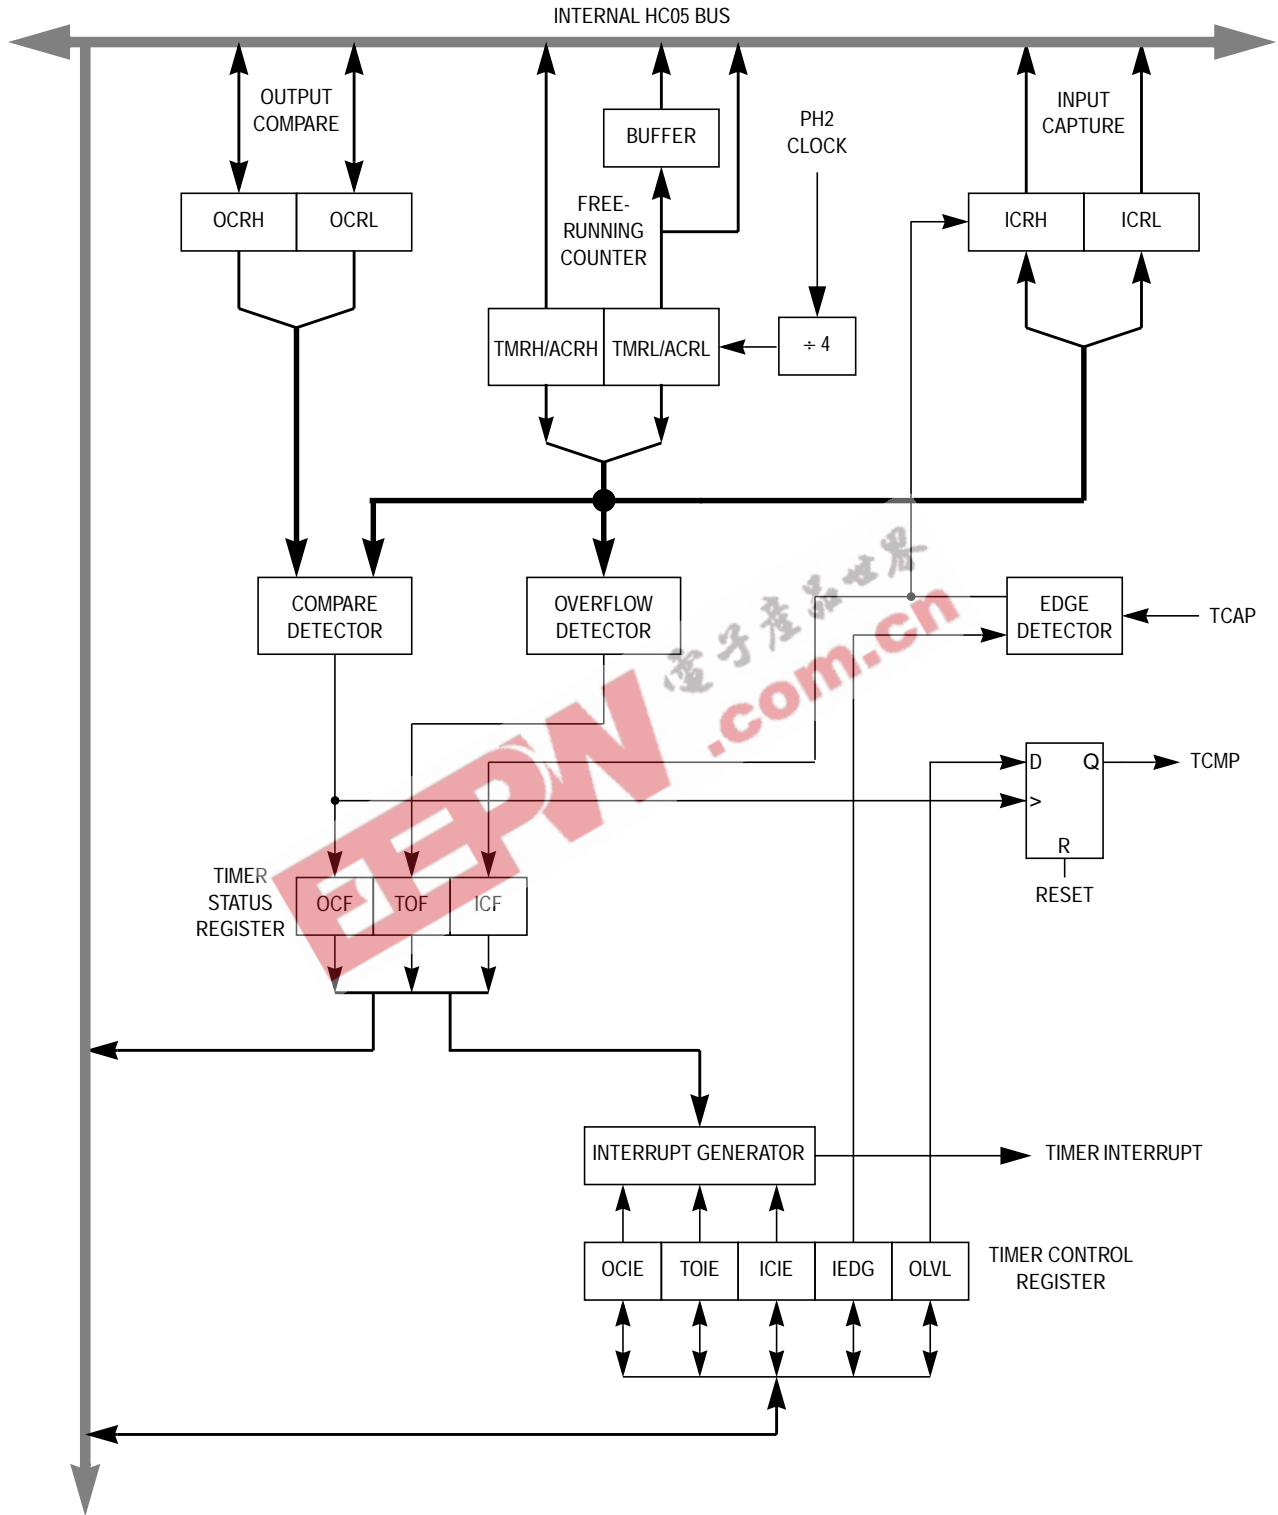 INTERNAL HC05 BUS
OUTPUT
COMPARE
BUFFER
PH2
CLOCK
INPUT
CAPTURE
OCRH
OCRL
FREE-
RUNNING
COUNTER
ICRH
ICRL
TMRH/ACRH
TMRL/ACRL
÷ 4
COMPARE
DETECTOR
OVERFLOW
DETECTOR
EDGE
DETECTOR
TCAP
電子產品世界
.com.cn
EEPW
D
Q
>
R
TCMP
RESET
TIMER
STATUS
REGISTER
OCF
TOF
ICF
INTERRUPT GENERATOR
TIMER INTERRUPT
OCIE
TOIE
ICIE
IEDG
OLVL
TIMER CONTROL
REGISTER